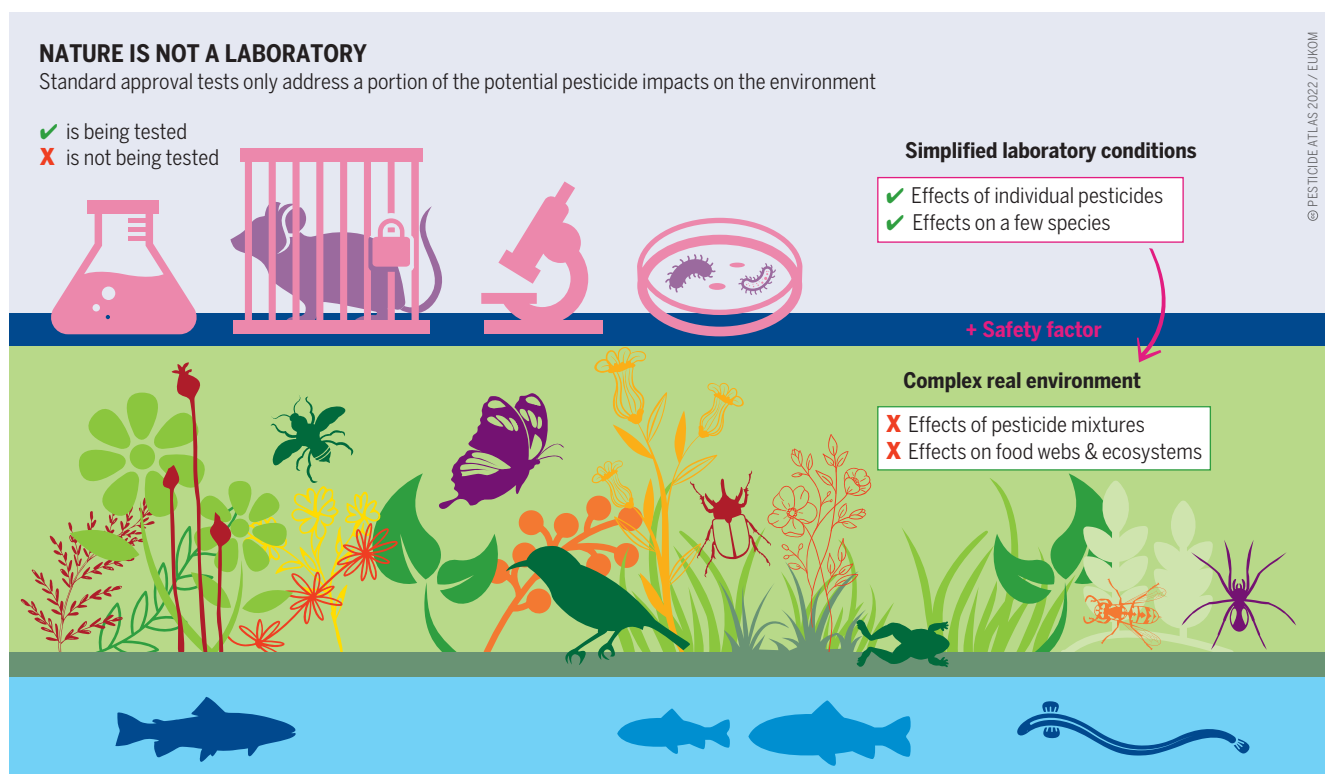 NATURE IS NOT A LABORATORY
Standard approval tests only address a portion of the potential pesticide impacts on the environment
✔ is being tested
X is not being tested
Simplified laboratory conditions
✔ Effects of individual pesticides
✔ Effects on a few species
+ Safety factor
Complex real environment
X Effects of pesticide mixtures
X Effects on food webs & ecosystems
🅭 PESTICIDE ATLAS 2022 / EUKOM